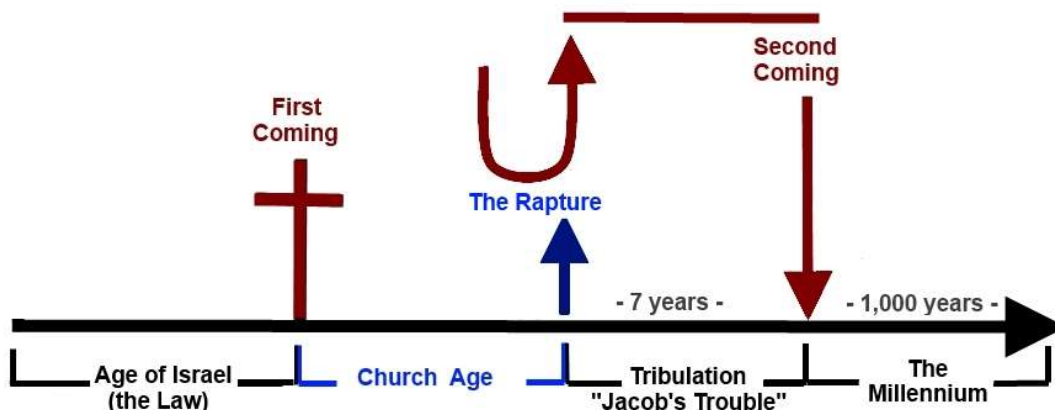 First
Coming
The Rapture
Second
Coming
- 7 years -
- 1,000 years -
Age of Israel
(the Law)
Church Age
Tribulation
"Jacob's Trouble"
The
Millennium